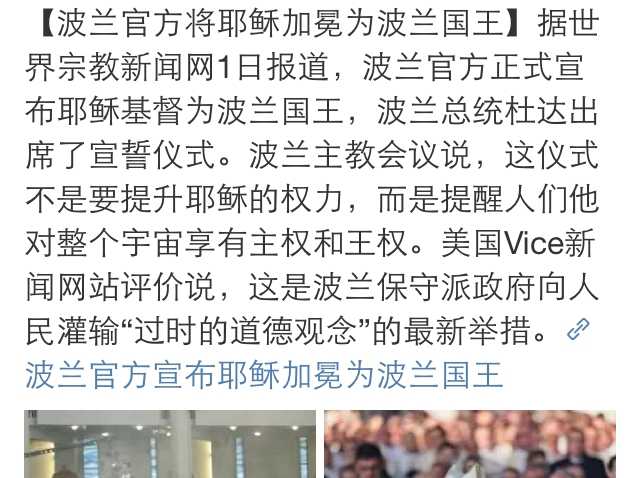 【波兰官方将耶稣加冕为波兰国王】据世
界宗教新闻网1日报道，波兰官方正式宣
布耶稣基督为波兰国王，波兰总统杜达出
席了宣誓仪式。波兰主教会议说，这仪式
不是要提升耶稣的权力，而是提醒人们他
对整个宇宙享有主权和王权。美国Vice新
闻网站评价说，这是波兰保守派政府向人
民灌输“过时的道德观念”的最新举措。
波兰官方宣布耶稣加冕为波兰国王